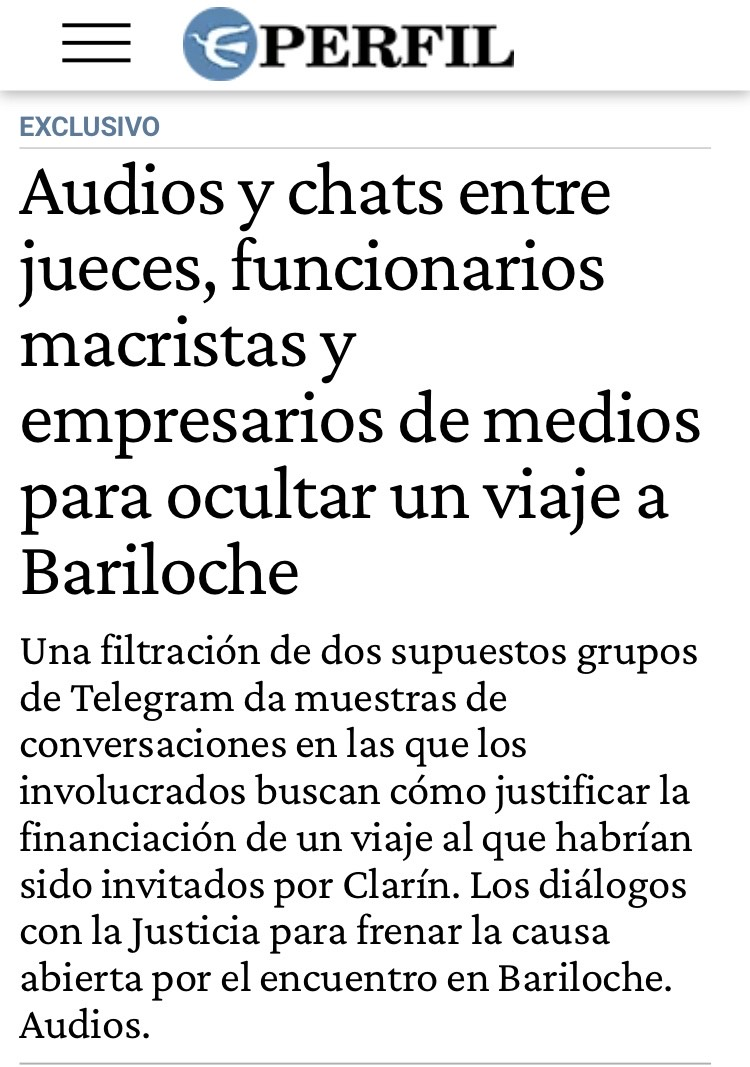 PERFIL
EXCLUSIVO
Audios y chats entre
jueces, funcionarios
macristas y
empresarios de medios
para ocultar un viaje a
Bariloche
Una filtración de dos supuestos grupos
de Telegram da muestras de
conversaciones en las que los
involucrados buscan cómo justificar la
financiación de un viaje al que habrían
sido invitados por Clarín. Los diálogos
con la Justicia para frenar la causa
abierta por el encuentro en Bariloche.
Audios.